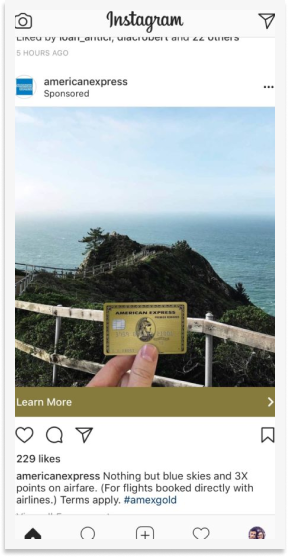 Instagram
Liked by ioan_antici, diacrobert and 22 others
5 HOURS AGO
americanexpress
Sponsored
AMERICAN EXPRESS
Learn More
229 likes
americanexpress Nothing but blue skies and 3X
points on airfare. (For flights booked directly with
airlines.) Terms apply. #amexgold